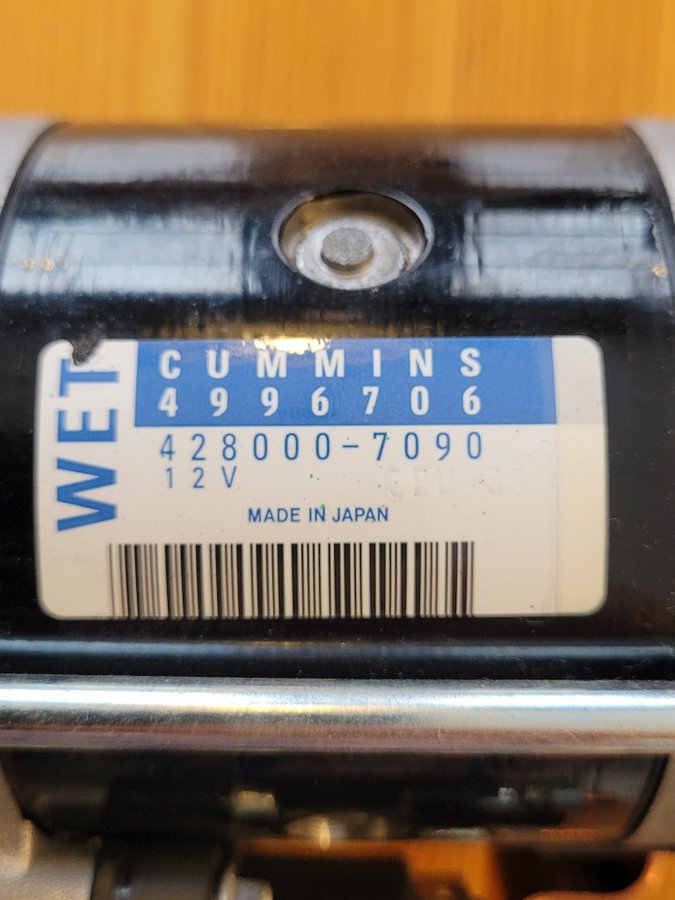 WET
CUMMINS
4996706
428000-7090
12V
MADE IN JAPAN